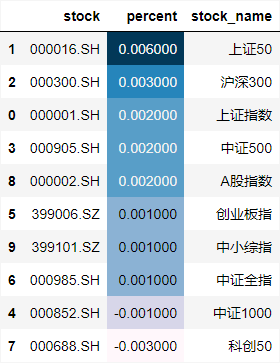 stock percent stock_name
1 000016.SH 0.006000 上证50
2 000300.SH 0.003000 沪深300
0 000001.SH 0.002000 上证指数
3 000905.SH 0.002000 中证500
8 000002.SH 0.002000 A股指数
5 399006.SZ 0.001000 创业板指
9 399101.SZ 0.001000 中小综指
6 000985.SH 0.001000 中证全指
4 000852.SH -0.001000 中证1000
7 000688.SH -0.003000 科创50